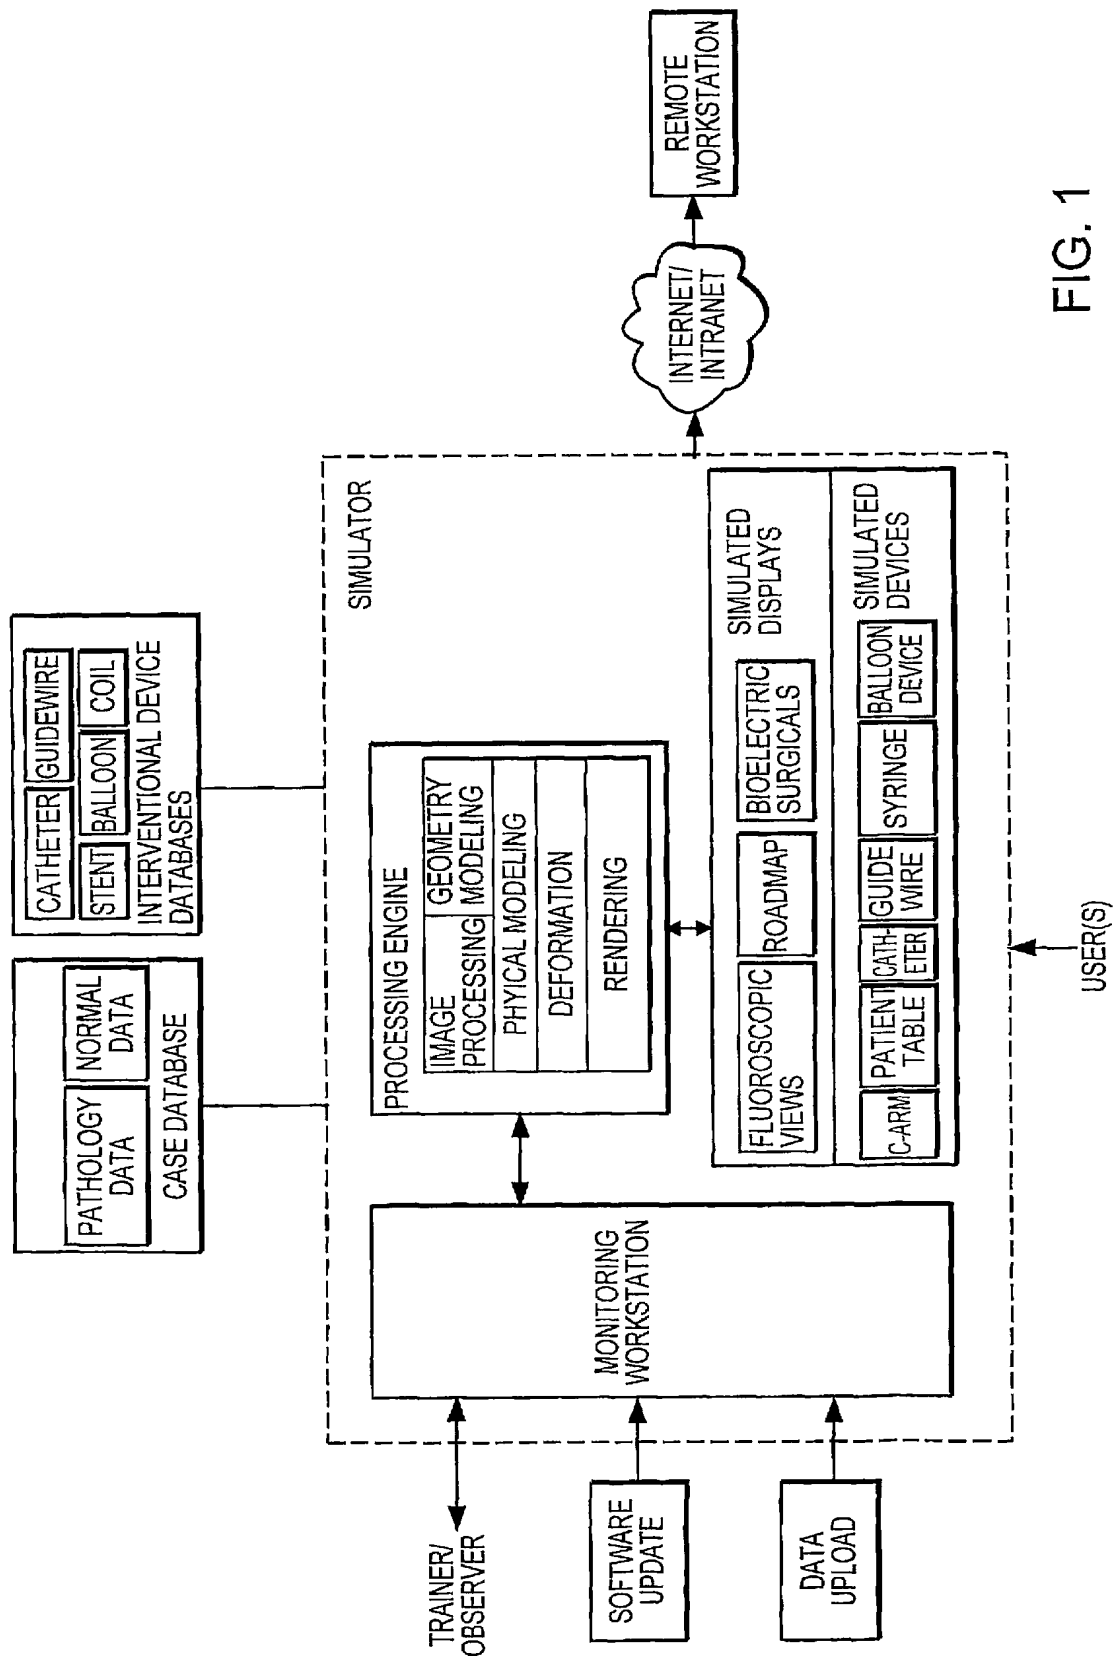 PATHOLOGY
DATA
NORMAL
DATA
CASE DATABASE
CATHETER
GUIDEWIRE
STENT
BALLOON
COIL
INTERVENTIONAL DEVICE
DATABASES
SIMULATOR
TRAINER/
OBSERVER
SOFTWARE
UPDATE
DATA
UPLOAD
MONITORING
WORKSTATION
PROCESSING ENGINE
IMAGE
PROCESSING
GEOMETRY
MODELING
PHYICAL MODELING
DEFORMATION
RENDERING
FLUOROSCOPIC
VIEWS
ROADMAP
BIOELECTRIC
SURGICALS
SIMULATED
DISPLAYS
C-ARM
PATIENT
TABLE
CATH-
ETER
GUIDE
WIRE
SYRINGE
BALLOON
DEVICE
SIMULATED
DEVICES
INTERNET/
INTRANET
REMOTE
WORKSTATION
USER(S)
FIG. 1